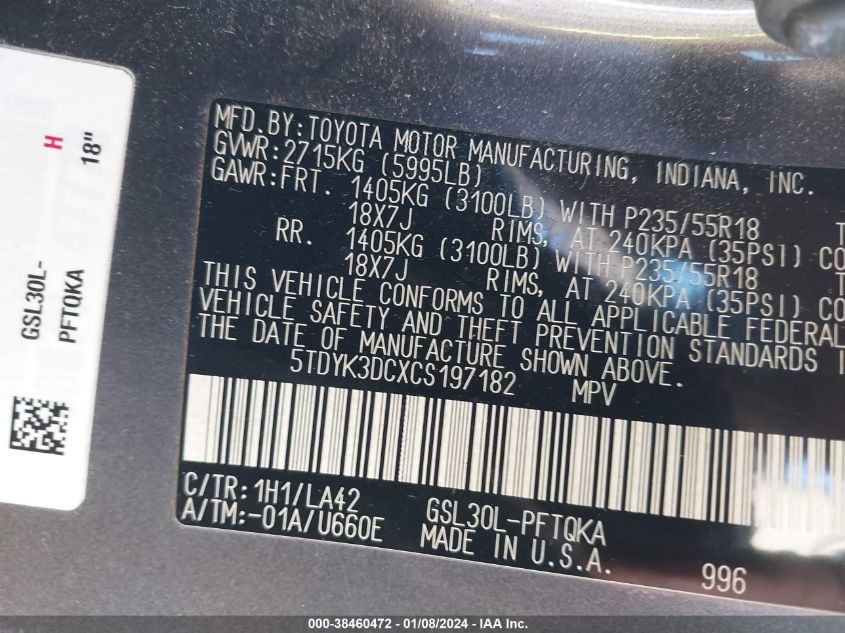 MFD.BY:TOYOTA MOTOR MANUFACTURING, INDIANA, INC.
GVWR:2715KG (5995LB)
GAWR:FRT. 1405KG (3100LB) WITH P235/55R18 T
18X7J RIMS, AT 240KPA (35PSI) CO
RR. 1405KG (3100LB) WITH P235/55R18 T
18X7J RIMS, AT 240KPA (35PSI) CO
THIS VEHICLE CONFORMS TO ALL APPLICABLE FEDERAL
VEHICLE SAFETY AND THEFT PREVENTION STANDARDS I
THE DATE OF MANUFACTURE SHOWN ABOVE.
5TDYK3DCXCS197182 MPV
C/TR:1H1/LA42 GSL30L-PFTQKA
A/TM:-01A/U660E MADE IN U.S.A.
996
GSL30L-
PFTQKA
H
18"
000-38460472 - 01/08/2024 - IAA Inc.